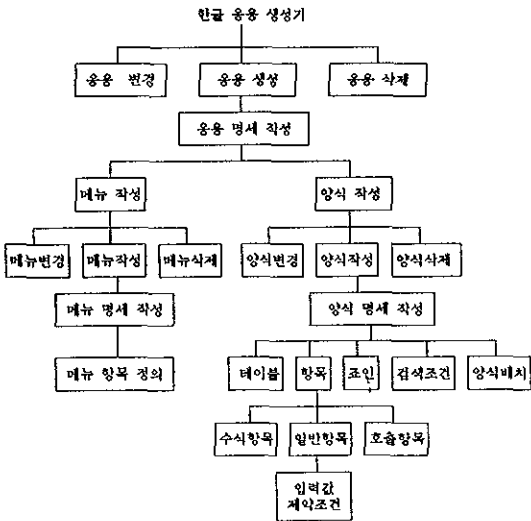 한글 응용 생성기
응용 변경
응용 생성
응용 삭제
응용 명세 작성
메뉴 작성
양식 작성
메뉴변경
메뉴작성
메뉴삭제
양식변경
양식작성
양식삭제
메뉴 명세 작성
양식 명세 작성
메뉴 항목 정의
테이블
항목
죠인
검색조건
양식배치
수식항목
일반항목
호출항목
입력값
제약조건